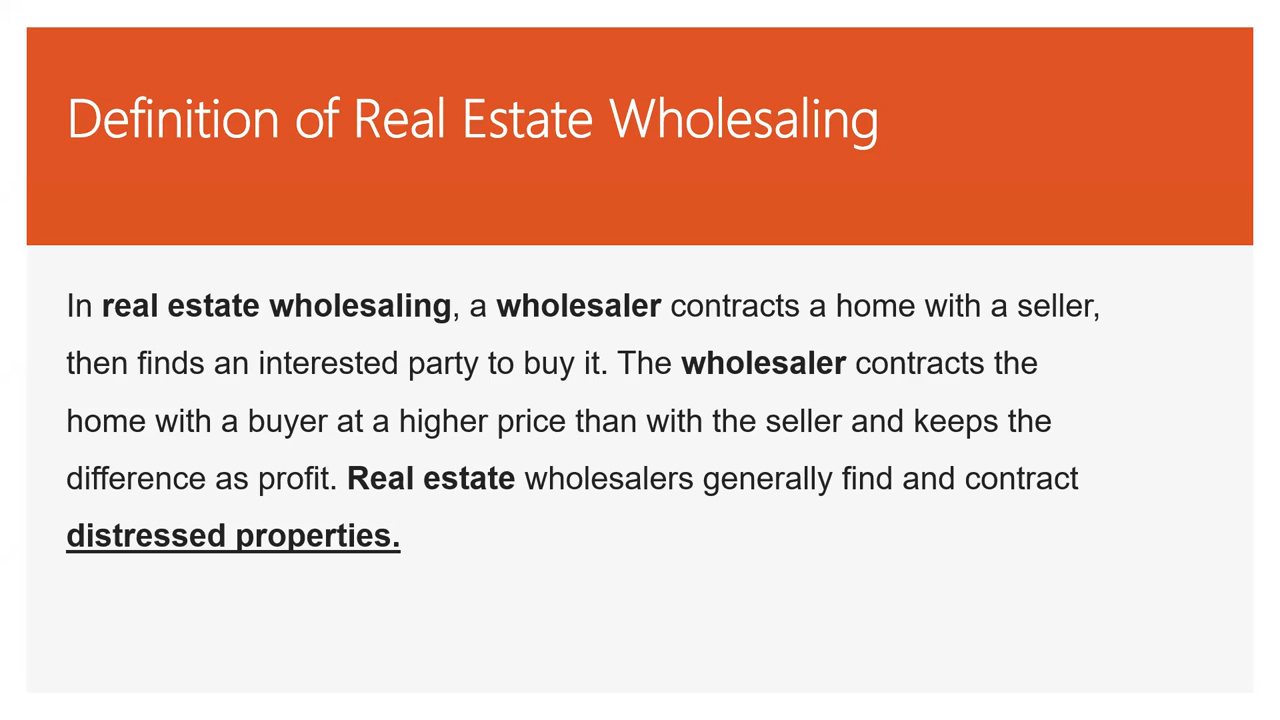 Definition of Real Estate Wholesaling
In real estate wholesaling, a wholesaler contracts a home with a seller,
then finds an interested party to buy it. The wholesaler contracts the
home with a buyer at a higher price than with the seller and keeps the
difference as profit. Real estate wholesalers generally find and contract
distressed properties.